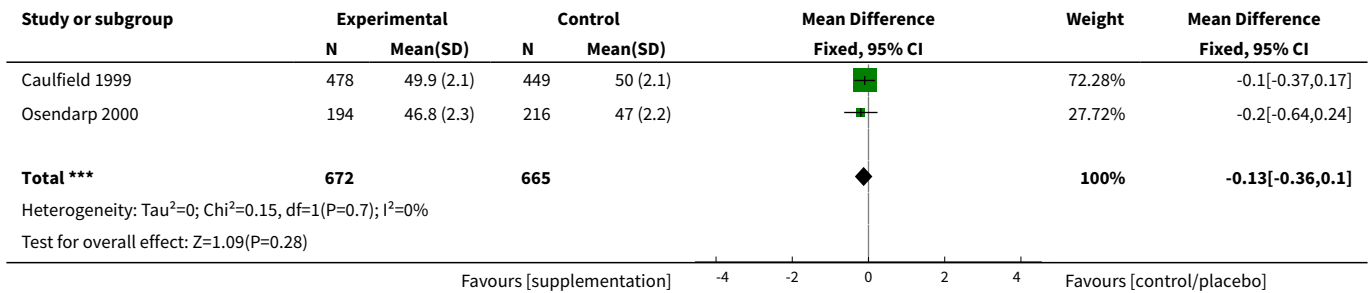 Study or subgroup Experimental Control Mean Difference Weight Mean Difference
N Mean(SD) N Mean(SD) Fixed, 95% CI Fixed, 95% CI
Caulfield 1999 478 49.9 (2.1) 449 50 (2.1) 72.28% -0.1[-0.37,0.17]
Osendarp 2000 194 46.8 (2.3) 216 47 (2.2) 27.72% -0.2[-0.64,0.24]
Total *** 672 665 100% -0.13[-0.36,0.1]
Heterogeneity: Tau²=0; Chi²=0.15, df=1(P=0.7); I²=0%
Test for overall effect: Z=1.09(P=0.28)
Favours [supplementation] -4 -2 0 2 4 Favours [control/placebo]